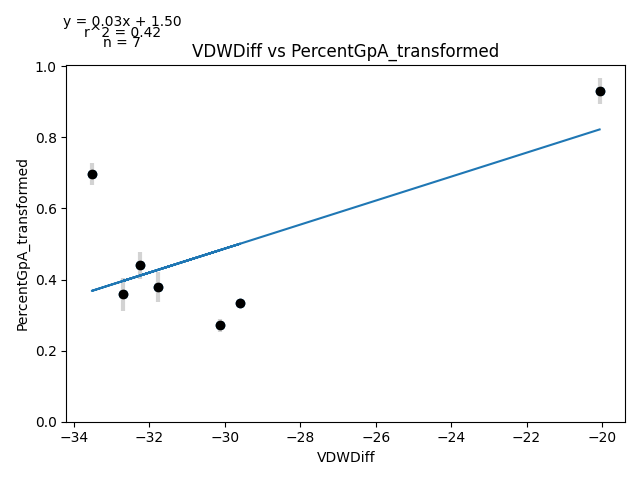 y = 0.03x + 1.50
r^2 = 0.42
n = 7
VDWDiff vs PercentGpA_transformed
PercentGpA_transformed
1.0
0.8
0.6
0.4
0.2
0.0
−34 −32 −30 −28 −26 −24 −22 −20
VDWDiff